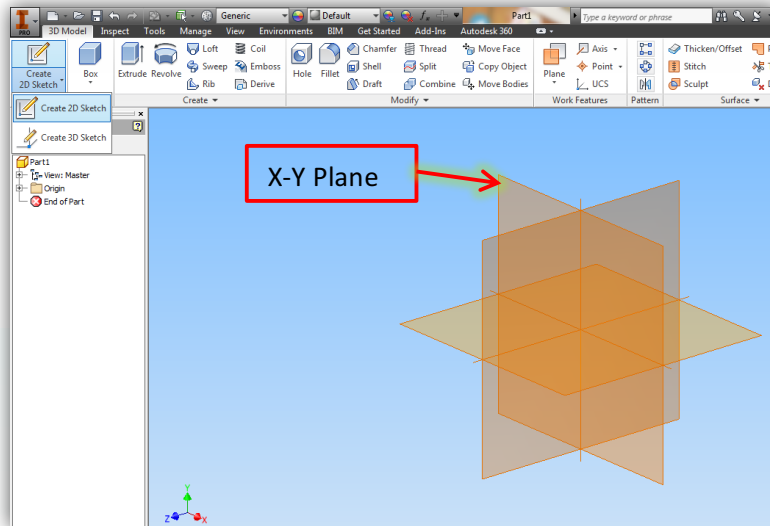 PRO
Generic
Default
Part1
Type a keyword or phrase
3D Model Inspect Tools Manage View Environments BIM Get Started Add-Ins Autodesk 360
Create
2D Sketch
Box
Extrude
Revolve
Loft
Sweep
Rib
Coil
Emboss
Derive
Hole
Fillet
Chamfer
Shell
Draft
Thread
Split
Combine
Move Face
Copy Object
Move Bodies
Plane
Axis
Point
UCS
Thicken/Offset
Stitch
Sculpt
Create
Modify
Work Features
Pattern
Surface
Create 2D Sketch
Create 3D Sketch
Part1
View: Master
Origin
End of Part
X-Y Plane
Y
Z
X